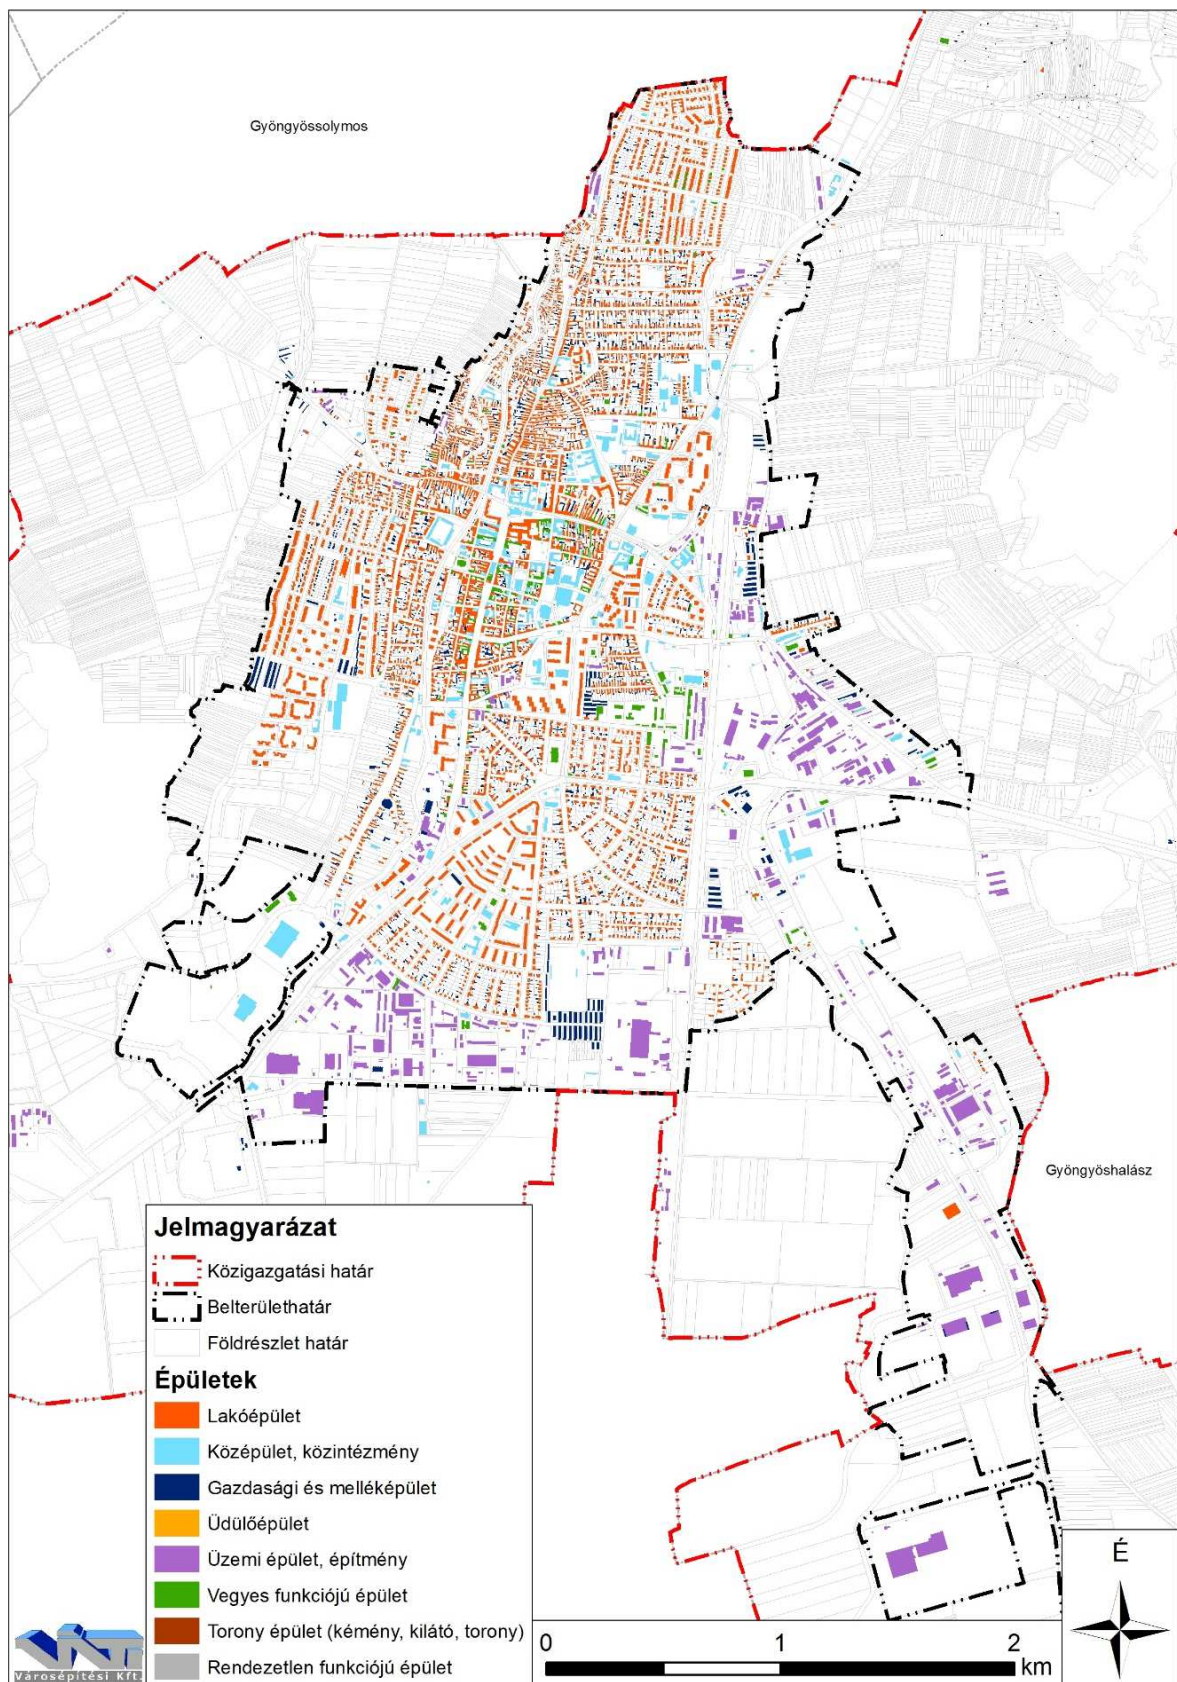 Gyöngyössolymos
Gyöngyöshalász
Jelmagyarázat
Közigazgatási határ
Belterülethatár
Földrészlet határ
Épületek
Lakóépület
Középület, közintézmény
Gazdasági és melléképület
Üdülőépület
Üzemi épület, építmény
Vegyes funkciójú épület
Torony épület (kémény, kilátó, torony)
Rendezetlen funkciójú épület
Városépítési Kft.
0 1 2
km
É